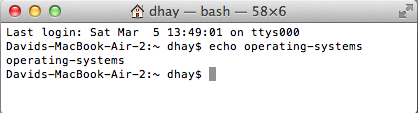 dhay — bash — 58×6
Last login: Sat Mar  5 13:49:01 on ttys000
Davids-MacBook-Air-2:~ dhay$ echo operating-systems
operating-systems
Davids-MacBook-Air-2:~ dhay$